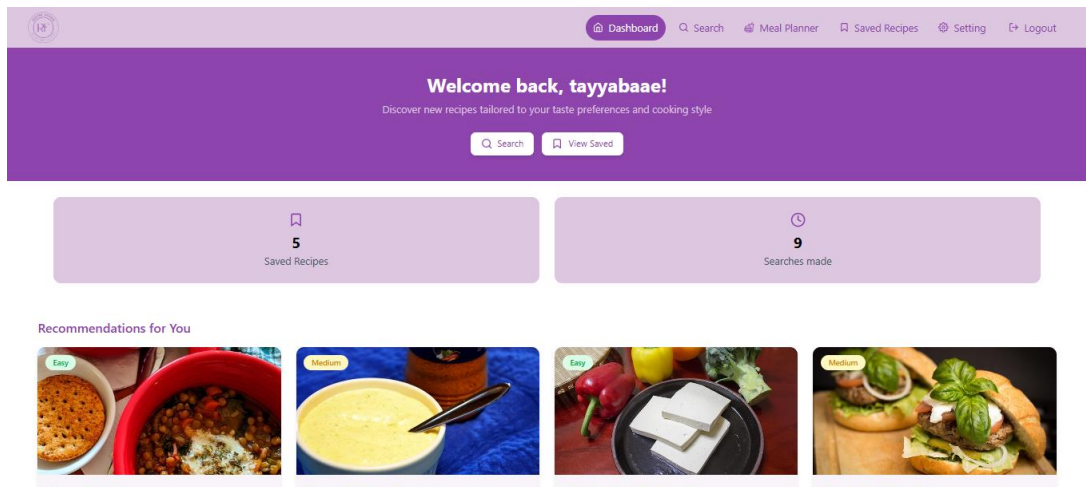 Dashboard Search Meal Planner Saved Recipes Setting Logout
Welcome back, tayyabaae!
Discover new recipes tailored to your taste preferences and cooking style
Search View Saved
5
Saved Recipes
9
Searches made
Recommendations for You
Easy
Medium
Easy
Medium